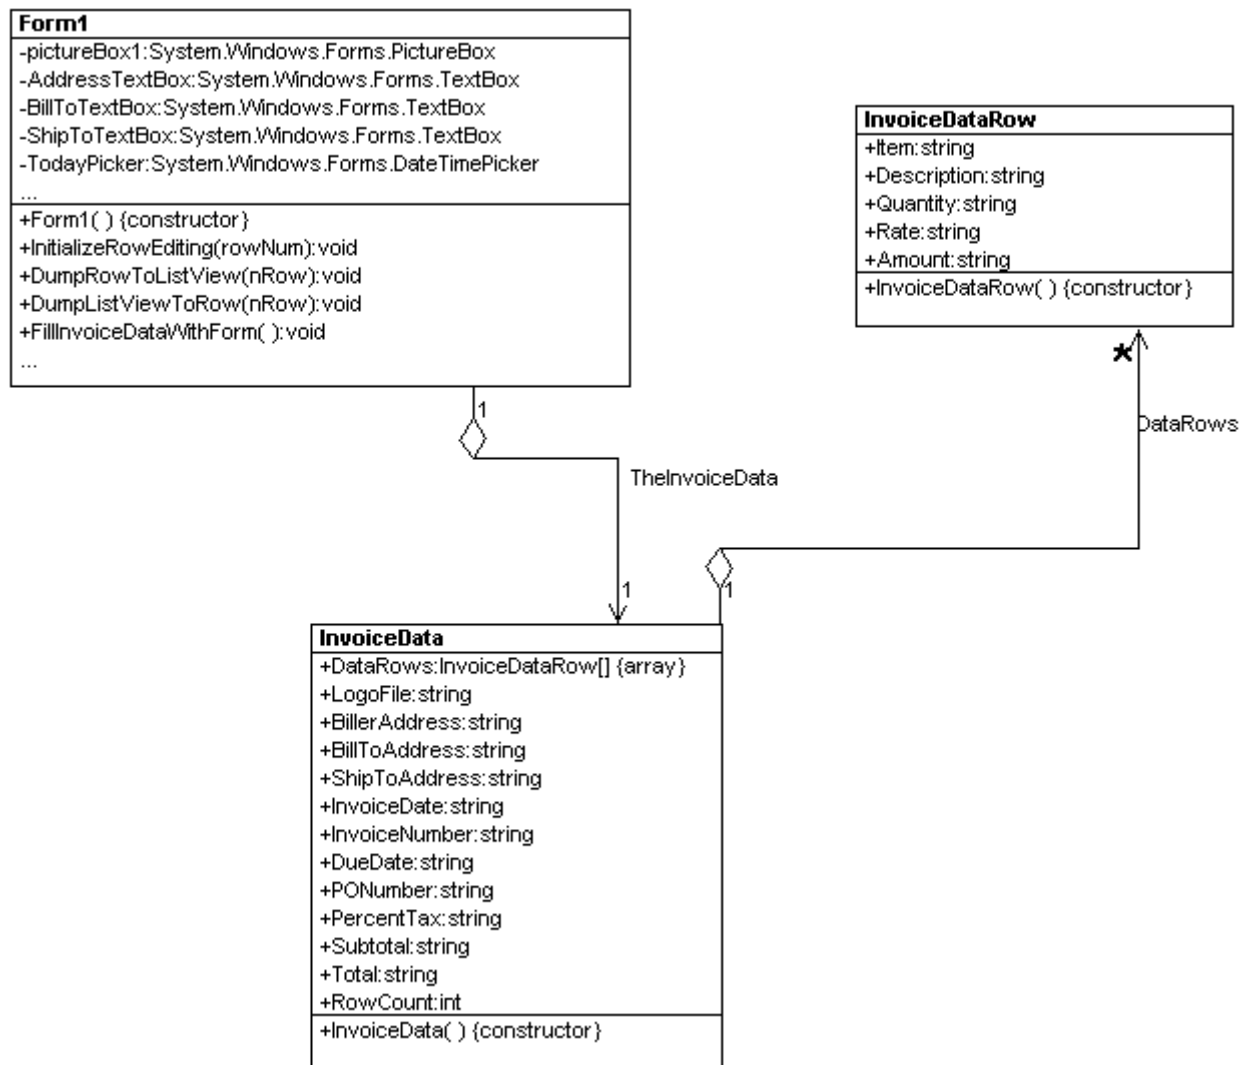 Form1
-pictureBox1:System.Windows.Forms.PictureBox
-AddressTextBox:System.Windows.Forms.TextBox
-BillToTextBox:System.Windows.Forms.TextBox
-ShipToTextBox:System.Windows.Forms.TextBox
-TodayPicker:System.Windows.Forms.DateTimePicker
...
+Form1( ) {constructor}
+InitializeRowEditing(rowNum):void
+DumpRowToListView(nRow):void
+DumpListViewToRow(nRow):void
+FillInvoiceDataWithForm( ):void
...
InvoiceDataRow
+Item:string
+Description:string
+Quantity:string
+Rate:string
+Amount:string
+InvoiceDataRow( ) {constructor}
*
1
DataRows
TheInvoiceData
1
1
InvoiceData
+DataRows:InvoiceDataRow[] {array}
+LogoFile:string
+BillerAddress:string
+BillToAddress:string
+ShipToAddress:string
+InvoiceDate:string
+InvoiceNumber:string
+DueDate:string
+PONumber:string
+PercentTax:string
+Subtotal:string
+Total:string
+RowCount:int
+InvoiceData( ) {constructor}